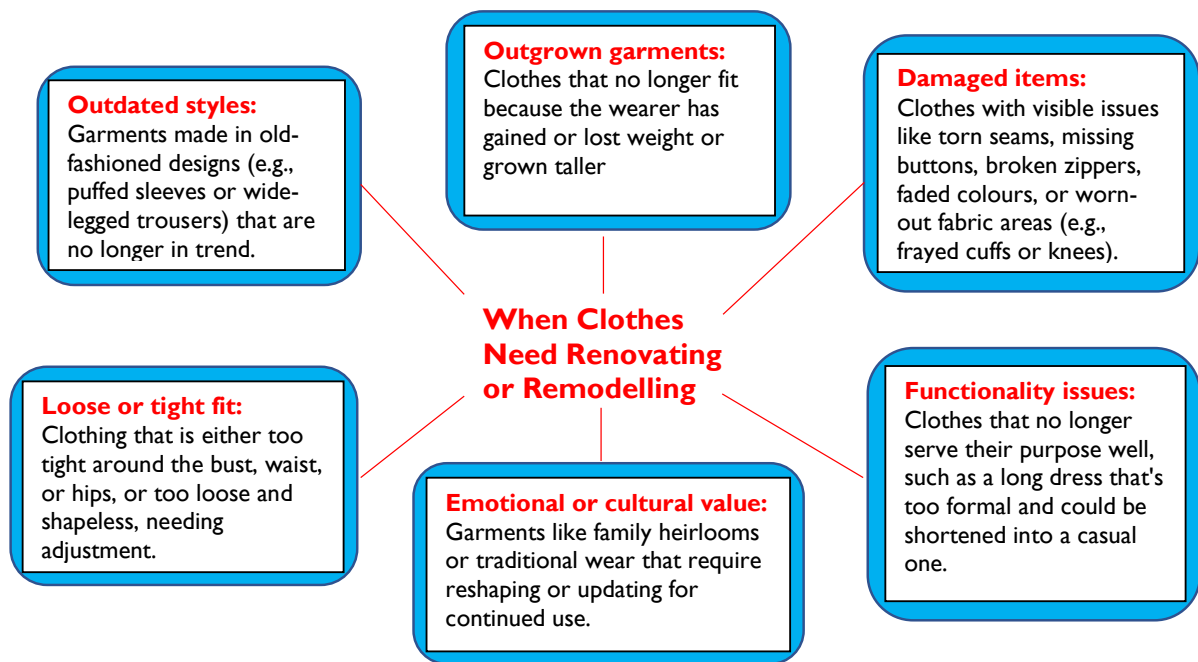 Outdated styles:
Garments made in old-
fashioned designs (e.g.,
puffed sleeves or wide-
legged trousers) that are
no longer in trend.
Outgrown garments:
Clothes that no longer fit
because the wearer has
gained or lost weight or
grown taller
Damaged items:
Clothes with visible issues
like torn seams, missing
buttons, broken zippers,
faded colours, or worn-
out fabric areas (e.g.,
frayed cuffs or knees).
When Clothes
Need Renovating
or Remodelling
Loose or tight fit:
Clothing that is either too
tight around the bust, waist,
or hips, or too loose and
shapeless, needing
adjustment.
Emotional or cultural value:
Garments like family heirlooms
or traditional wear that require
reshaping or updating for
continued use.
Functionality issues:
Clothes that no longer
serve their purpose well,
such as a long dress that's
too formal and could be
shortened into a casual
one.